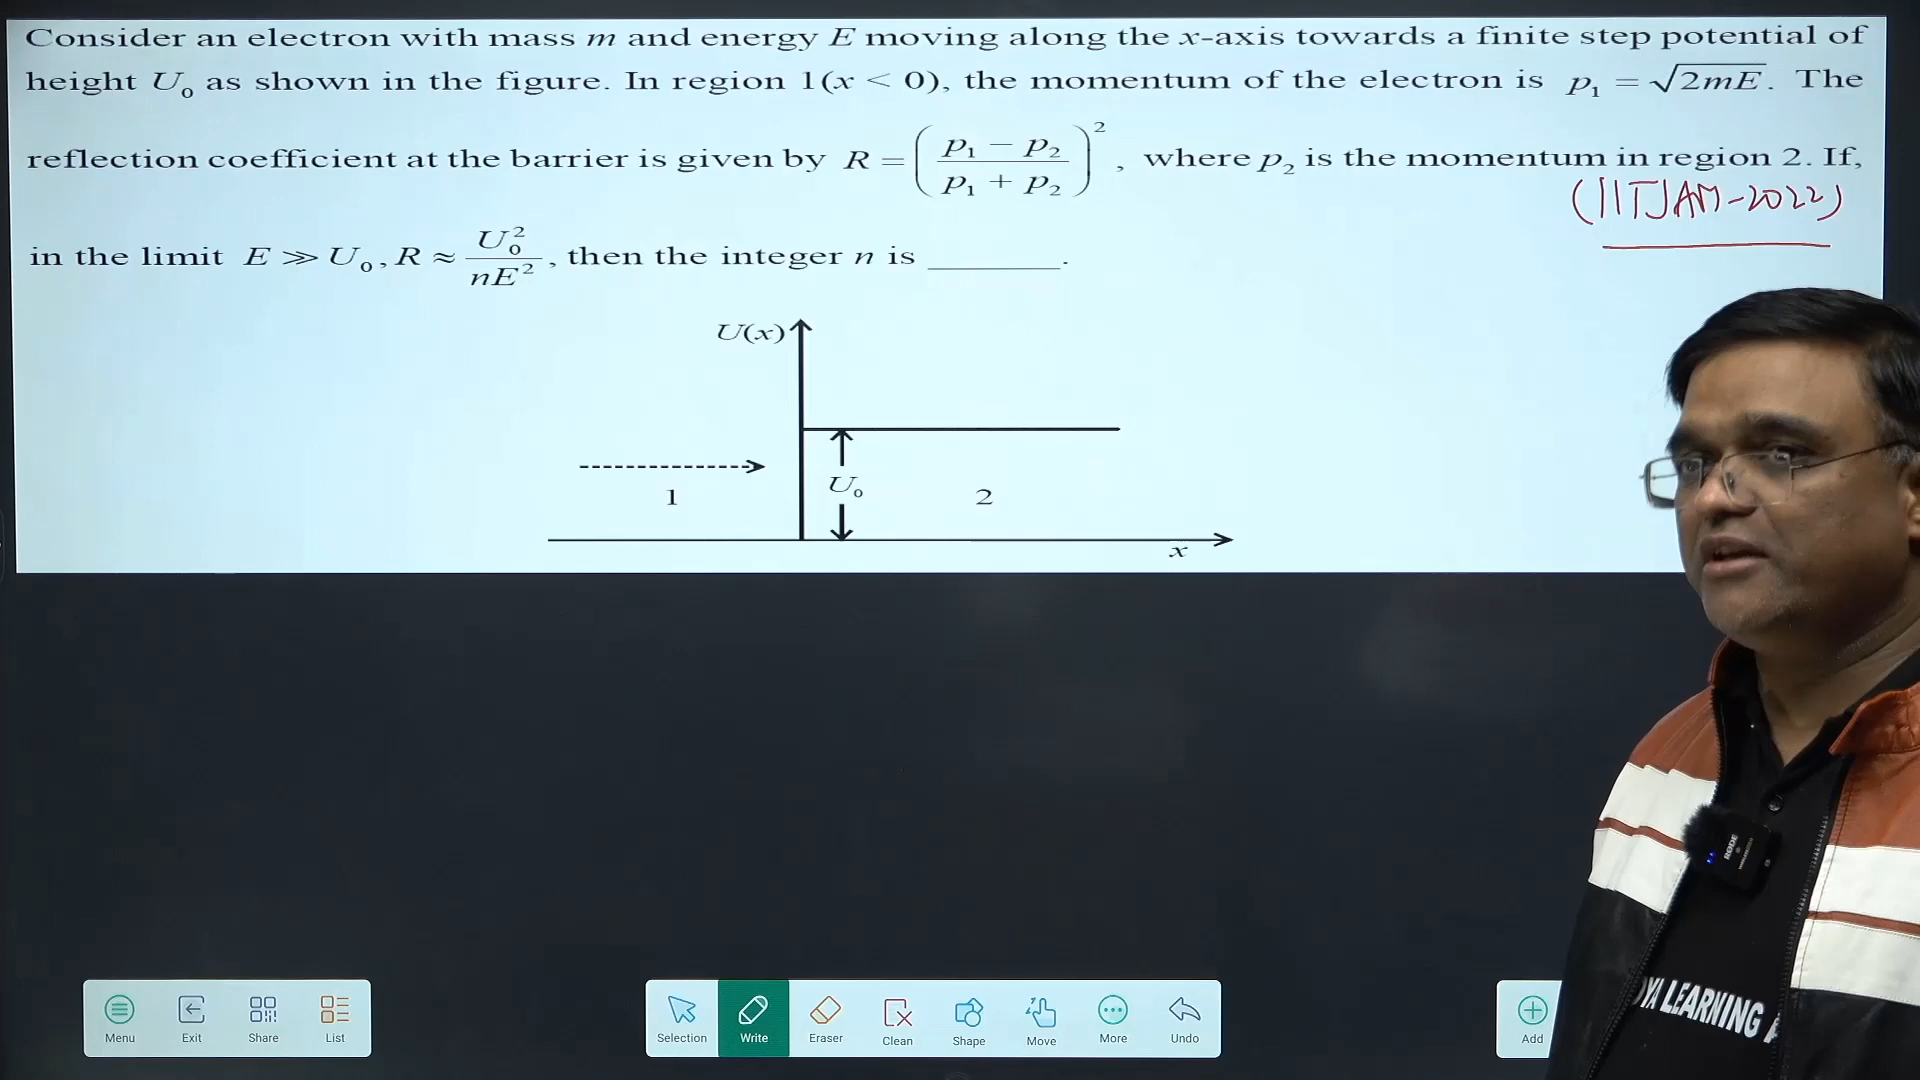 Consider an electron with mass m and energy E moving along the x-axis towards a finite step potential of
height U₀ as shown in the figure. In region 1(x < 0), the momentum of the electron is p₁ = √2mE. The
reflection coefficient at the barrier is given by R = ((p₁ − p₂)/(p₁ + p₂))², where p₂ is the momentum in region 2. If,
(IITJAM-2022)
in the limit E ≫ U₀, R ≈ U₀²/nE², then the integer n is ________.
U(x)
U₀
1
2
x
RØDE
YA LEARNING
Menu Exit Share List
Selection Write Eraser Clean Shape Move More Undo
Add